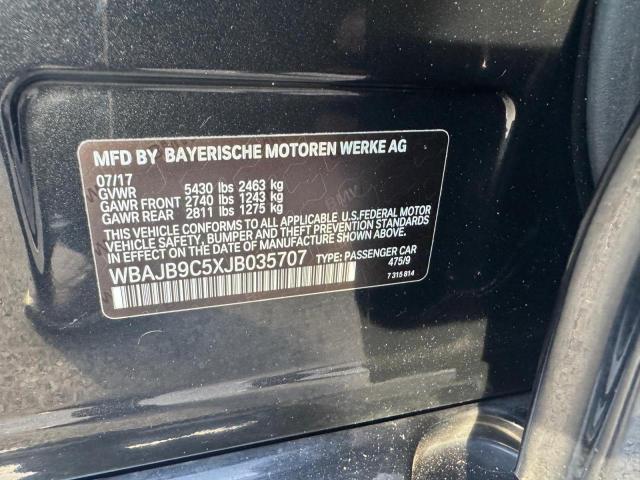 MFD BY BAYERISCHE MOTOREN WERKE AG
07/17
GVWR 5430 lbs 2463 kg
GAWR FRONT 2740 lbs 1243 kg
GAWR REAR 2811 lbs 1275 kg
THIS VEHICLE CONFORMS TO ALL APPLICABLE U.S. FEDERAL MOTOR
VEHICLE SAFETY, BUMPER AND THEFT PREVENTION STANDARDS
IN EFFECT ON THE DATE OF MANUFACTURE SHOWN ABOVE.
WBAJB9C5XJB035707 TYPE: PASSENGER CAR
475/9
7 315 814